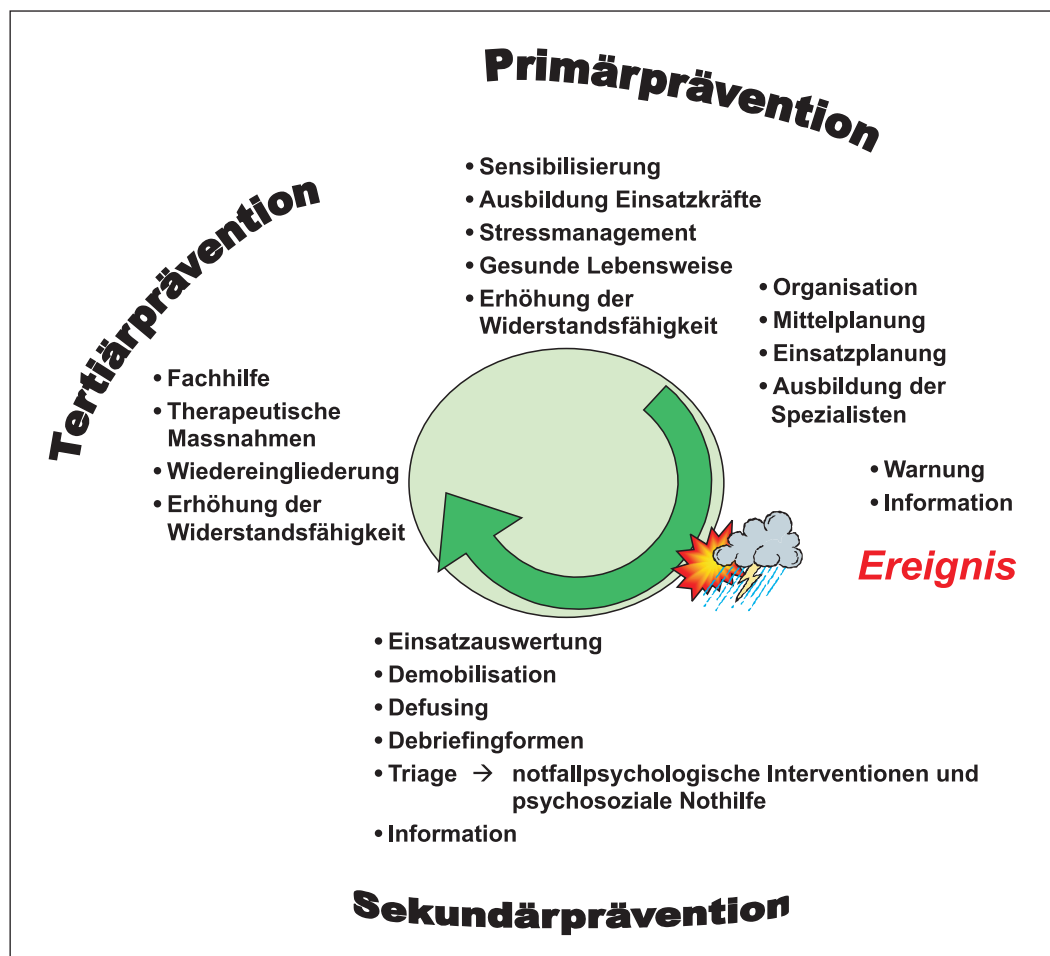 Primärprävention
• Sensibilisierung
• Ausbildung Einsatzkräfte
• Stressmanagement
• Gesunde Lebensweise
• Erhöhung der
Widerstandsfähigkeit
• Organisation
• Mittelplanung
• Einsatzplanung
• Ausbildung der
Spezialisten
• Warnung
• Information
Ereignis
Tertiärprävention
• Fachhilfe
• Therapeutische
Massnahmen
• Wiedereingliederung
• Erhöhung der
Widerstandsfähigkeit
• Einsatzauswertung
• Demobilisation
• Defusing
• Debriefingformen
• Triage → notfallpsychologische Interventionen und
psychosoziale Nothilfe
• Information
Sekundärprävention